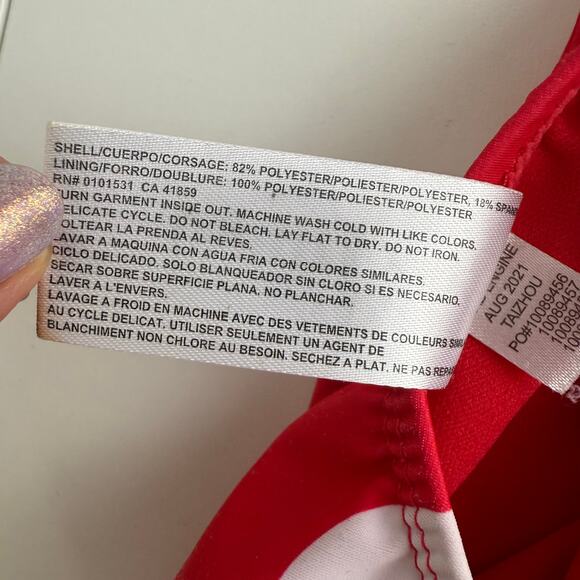 SHELL/CUERPO/CORSAGE: 82% POLYESTER/POLIESTER/POLYESTER, 18% SPAN
LINING/FORRO/DOUBLURE: 100% POLYESTER/POLIESTER/POLYESTER
RN# 0101531 CA 41859
TURN GARMENT INSIDE OUT. MACHINE WASH COLD WITH LIKE COLORS.
DELICATE CYCLE. DO NOT BLEACH. LAY FLAT TO DRY. DO NOT IRON.
VOLTEAR LA PRENDA AL REVES.
LAVAR A MAQUINA CON AGUA FRIA CON COLORES SIMILARES.
CICLO DELICADO. SOLO BLANQUEADOR SIN CLORO SI ES NECESARIO.
SECAR SOBRE SUPERFICIE PLANA. NO PLANCHAR.
LAVER A L'ENVERS.
LAVAGE A FROID EN MACHINE AVEC DES VETEMENTS DE COULEURS SIMI
AU CYCLE DELICAT. UTILISER SEULEMENT UN AGENT DE
BLANCHIMENT NON CHLORE AU BESOIN. SECHEZ A PLAT. NE PAS REPA
ENGINE
AUG 2021
TAIZHOU
PO#10089456
10089457